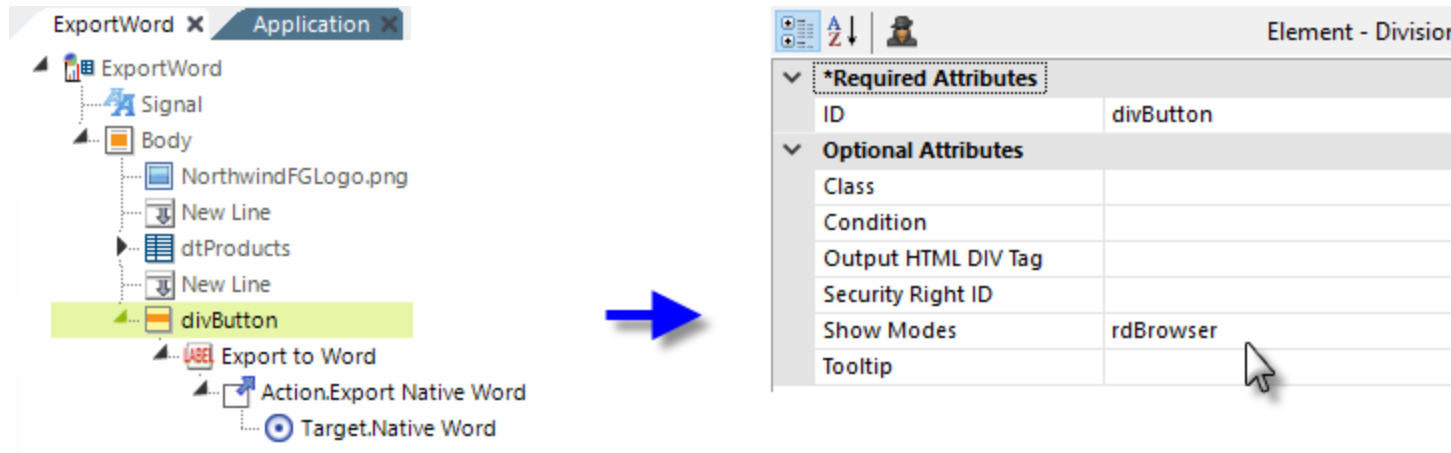 ExportWord
Application
ExportWord
Signal
Body
NorthwindFGLogo.png
New Line
dtProducts
New Line
divButton
LABEL Export to Word
Action.Export Native Word
Target.Native Word
A Z Element - Division
*Required Attributes
ID divButton
Optional Attributes
Class
Condition
Output HTML DIV Tag
Security Right ID
Show Modes rdBrowser
Tooltip